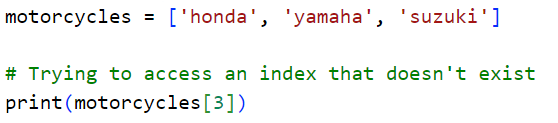 motorcycles = ['honda', 'yamaha', 'suzuki']
# Trying to access an index that doesn't exist
print(motorcycles[3])